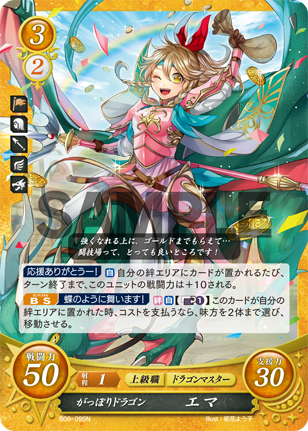 3
2
SAMPLE
「強くなれる上に、ゴールドまでもらえて…
闘技場って、とっても良いところです!」
応援ありがとうー! 自 自分の絆エリアにカードが置かれるたび、
ターン終了まで、このユニットの戦闘力は+10される。
BS 蝶のように舞います! 絆 自 【 】このカードが自分の
絆エリアに置かれた時、コストを支払うなら、味方を2体まで選び、
移動させる。
戦闘力
50
射程 1 上級職 ドラゴンマスター
がっぽりドラゴン エマ
支援力
30
B08-099N